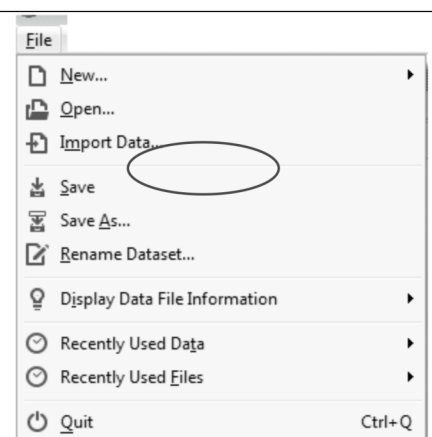 File
New...
Open...
Import Data...
Save
Save As...
Rename Dataset...
Display Data File Information
Recently Used Data
Recently Used Files
Quit Ctrl+Q